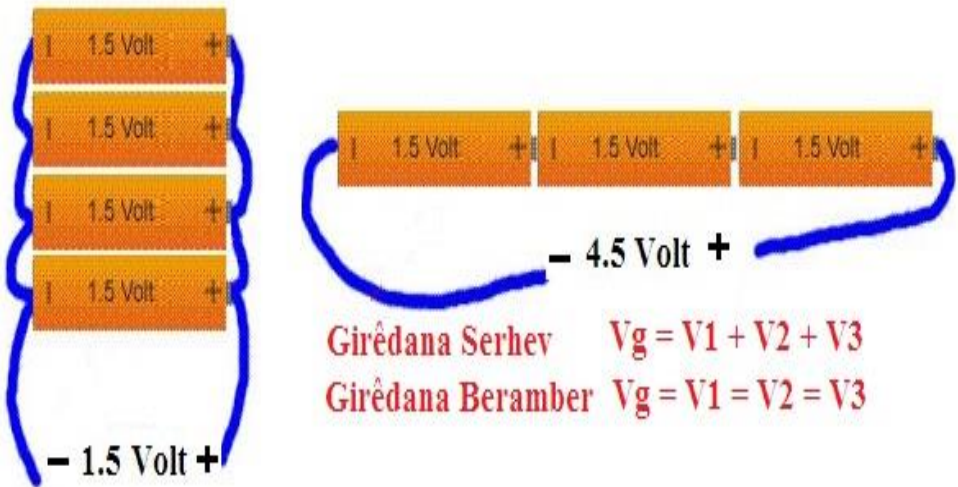 - 1.5 Volt +
- 1.5 Volt +
- 1.5 Volt +
- 1.5 Volt +
- 1.5 Volt +
- 1.5 Volt + - 1.5 Volt + - 1.5 Volt +
- 4.5 Volt +
Girêdana Serhev Vg = V1 + V2 + V3
Girêdana Beramber Vg = V1 = V2 = V3